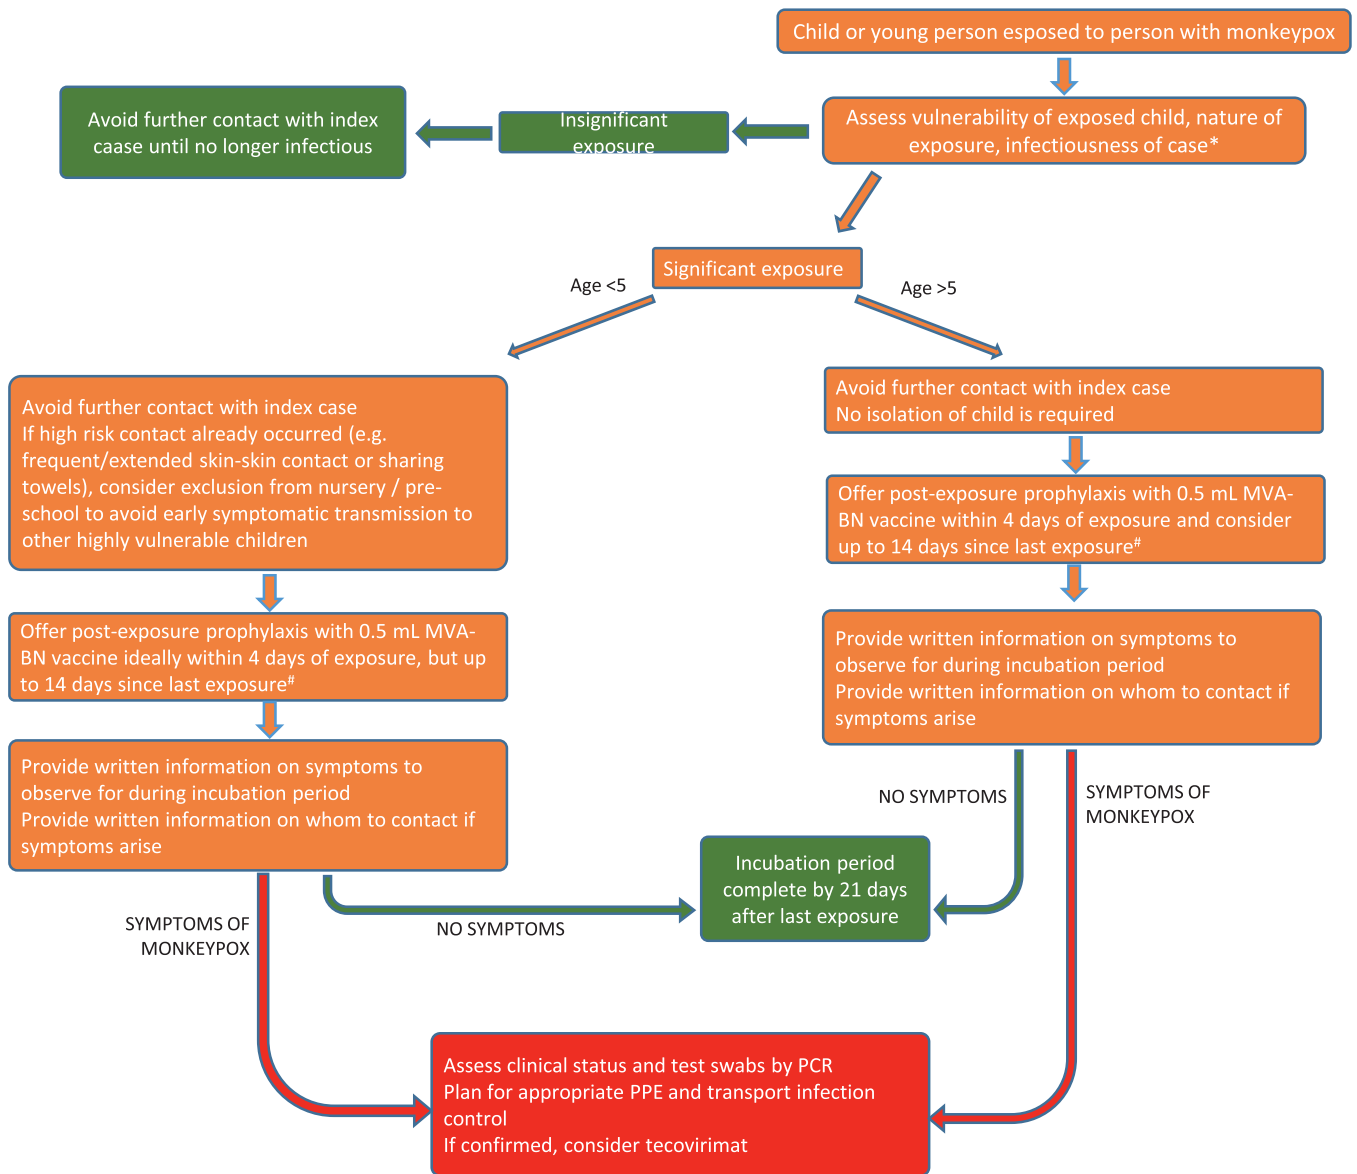 Child or young person esposed to person with monkeypox
Assess vulnerability of exposed child, nature of
exposure, infectiousness of case*
Insignificant
exposure
Avoid further contact with index
caase until no longer infectious
Significant exposure
Age <5
Age >5
Avoid further contact with index case
If high risk contact already occurred (e.g.
frequent/extended skin-skin contact or sharing
towels), consider exclusion from nursery / pre-
school to avoid early symptomatic transmission to
other highly vulnerable children
Offer post-exposure prophylaxis with 0.5 mL MVA-
BN vaccine ideally within 4 days of exposure, but up
to 14 days since last exposure#
Provide written information on symptoms to
observe for during incubation period
Provide written information on whom to contact if
symptoms arise
Avoid further contact with index case
No isolation of child is required
Offer post-exposure prophylaxis with 0.5 mL MVA-
BN vaccine within 4 days of exposure and consider
up to 14 days since last exposure#
Provide written information on symptoms to
observe for during incubation period
Provide written information on whom to contact if
symptoms arise
NO SYMPTOMS
SYMPTOMS OF
MONKEYPOX
Incubation period
complete by 21 days
after last exposure
SYMPTOMS OF
MONKEYPOX
NO SYMPTOMS
Assess clinical status and test swabs by PCR
Plan for appropriate PPE and transport infection
control
If confirmed, consider tecovirimat